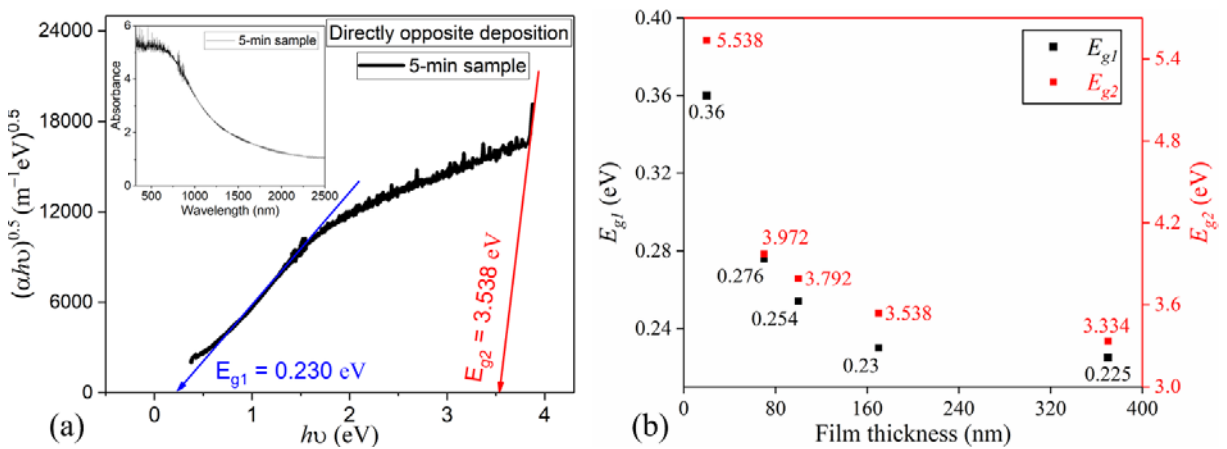 Directly opposite deposition
5-min sample
(αhυ)^0.5 (m⁻¹eV)^0.5
24000
18000
12000
6000
0
0
1
2
3
4
hυ (eV)
(a)
E_g1 = 0.230 eV
E_g2 = 3.538 eV
5-min sample
Absorbance
6
4
2
0
500
1000
1500
2000
2500
Wavelength (nm)
E_g1 (eV)
0.40
0.36
0.32
0.28
0.24
E_g1
E_g2
5.538
0.36
3.972
0.276
3.792
0.254
3.538
0.23
3.334
0.225
5.4
4.8
4.2
3.6
3.0
E_g2 (eV)
0
80
160
240
320
400
Film thickness (nm)
(b)